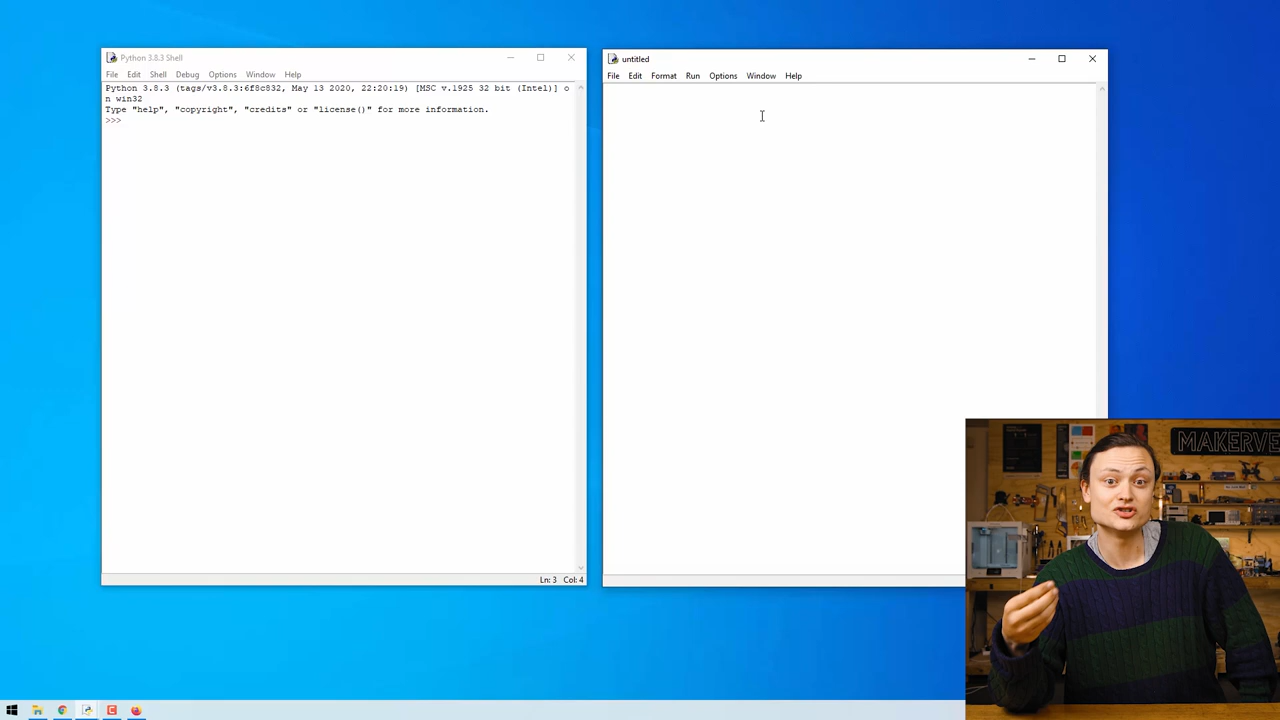 Python 3.8.3 Shell
File Edit Shell Debug Options Window Help
Python 3.8.3 (tags/v3.8.3:6f8c832, May 13 2020, 22:20:19) [MSC v.1925 32 bit (Intel)] o
n win32
Type "help", "copyright", "credits" or "license()" for more information.
>>>
Ln: 3 Col: 4
untitled
File Edit Format Run Options Window Help
MAKERVE